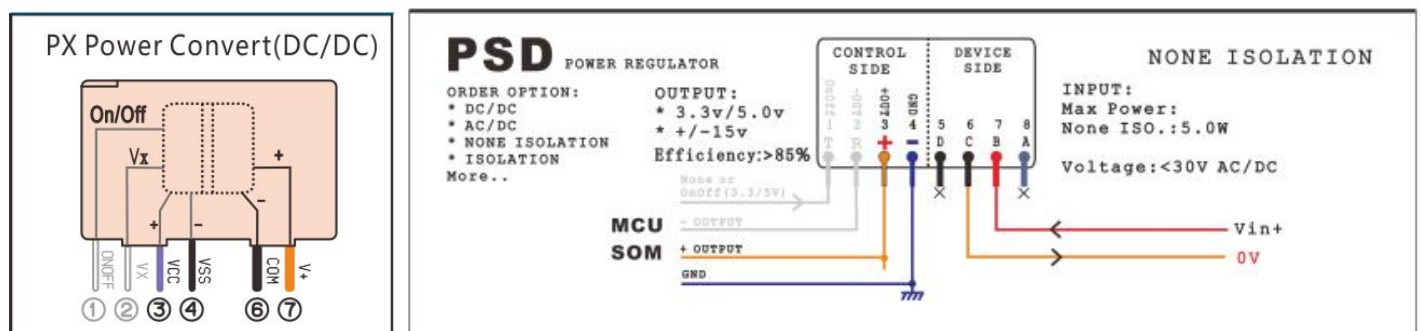 PX Power Convert(DC/DC)
On/Off
Vx
+
+
-
-
ONOFF
VX
VCC
VSS
COM
V+
① ② ③ ④ ⑥ ⑦
PSD POWER REGULATOR
ORDER OPTION:
* DC/DC
* AC/DC
* NONE ISOLATION
* ISOLATION
More..
OUTPUT:
* 3.3v/5.0v
* +/-15v
Efficiency:>85%
CONTROL SIDE
DEVICE SIDE
-OUT
+OUT
GND
1 2 3 4 5 6 7 8
T R + - D C B A
None or
OnOff(3.3/5V)
MCU
- OUTPUT
SOM
+ OUTPUT
GND
NONE ISOLATION
INPUT:
Max Power:
None ISO.:5.0W
Voltage:<30V AC/DC
Vin+
0V